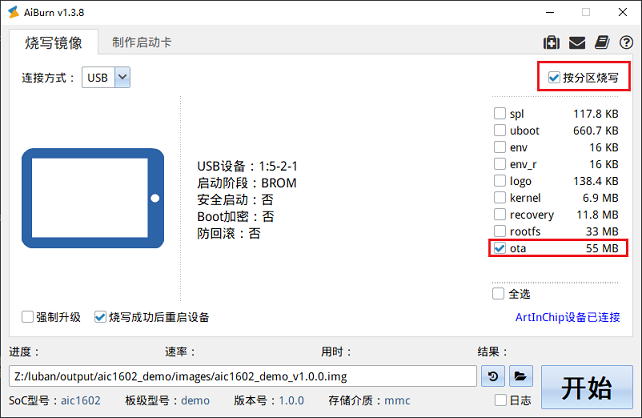 AiBurn v1.3.8
烧写镜像 制作启动卡
连接方式： USB 按分区烧写
spl 117.8 KB
uboot 660.7 KB
env 16 KB
env_r 16 KB
logo 138.4 KB
kernel 6.9 MB
recovery 11.8 MB
rootfs 33 MB
ota 55 MB
USB设备：1:5-2-1
启动阶段：BROM
安全启动：否
Boot加密：否
防回滚：否
全选
强制升级 烧写成功后重启设备 ArtInChip设备已连接
进度： 速率： 用时： 结果：
Z:/luban/output/aic1602_demo/images/aic1602_demo_v1.0.0.img
开始
SoC型号：aic1602 板级型号：demo 版本号：1.0.0 存储介质：mmc 日志